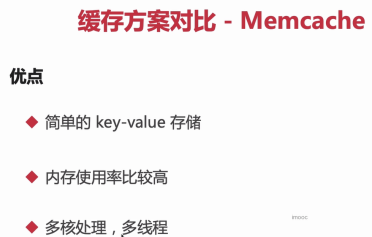 缓存方案对比 - Memcache
优点
简单的 key-value 存储
内存使用率比较高
多核处理，多线程
imooc